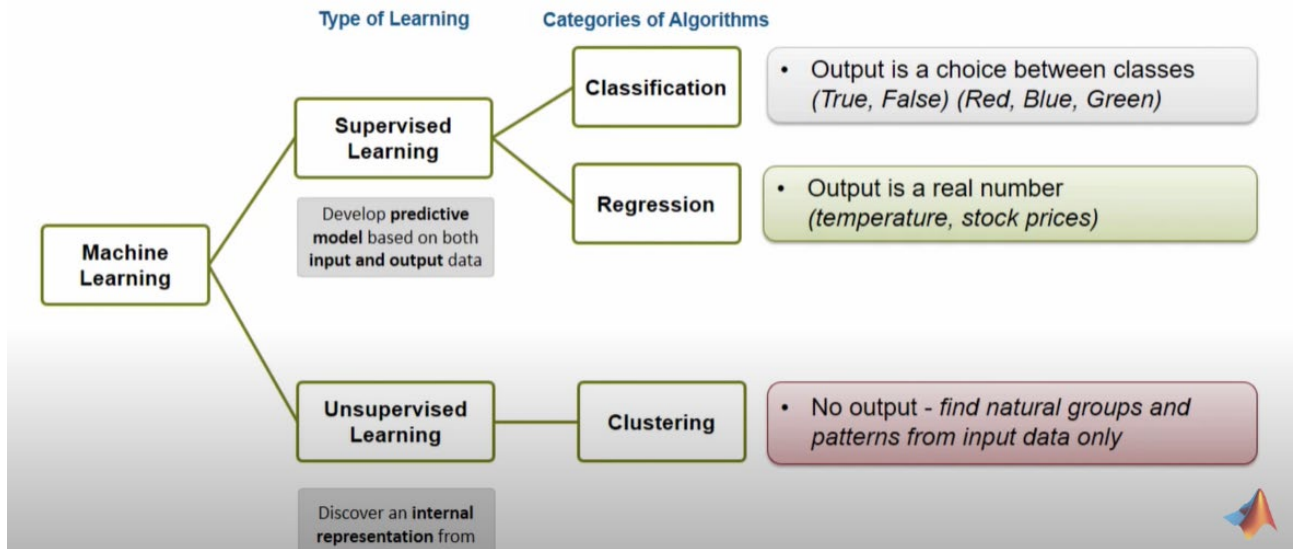 Type of Learning
Categories of Algorithms
Classification
• Output is a choice between classes
(True, False) (Red, Blue, Green)
Supervised
Learning
Regression
• Output is a real number
(temperature, stock prices)
Develop predictive
model based on both
input and output data
Machine
Learning
Unsupervised
Learning
Clustering
• No output - find natural groups and
patterns from input data only
Discover an internal
representation from